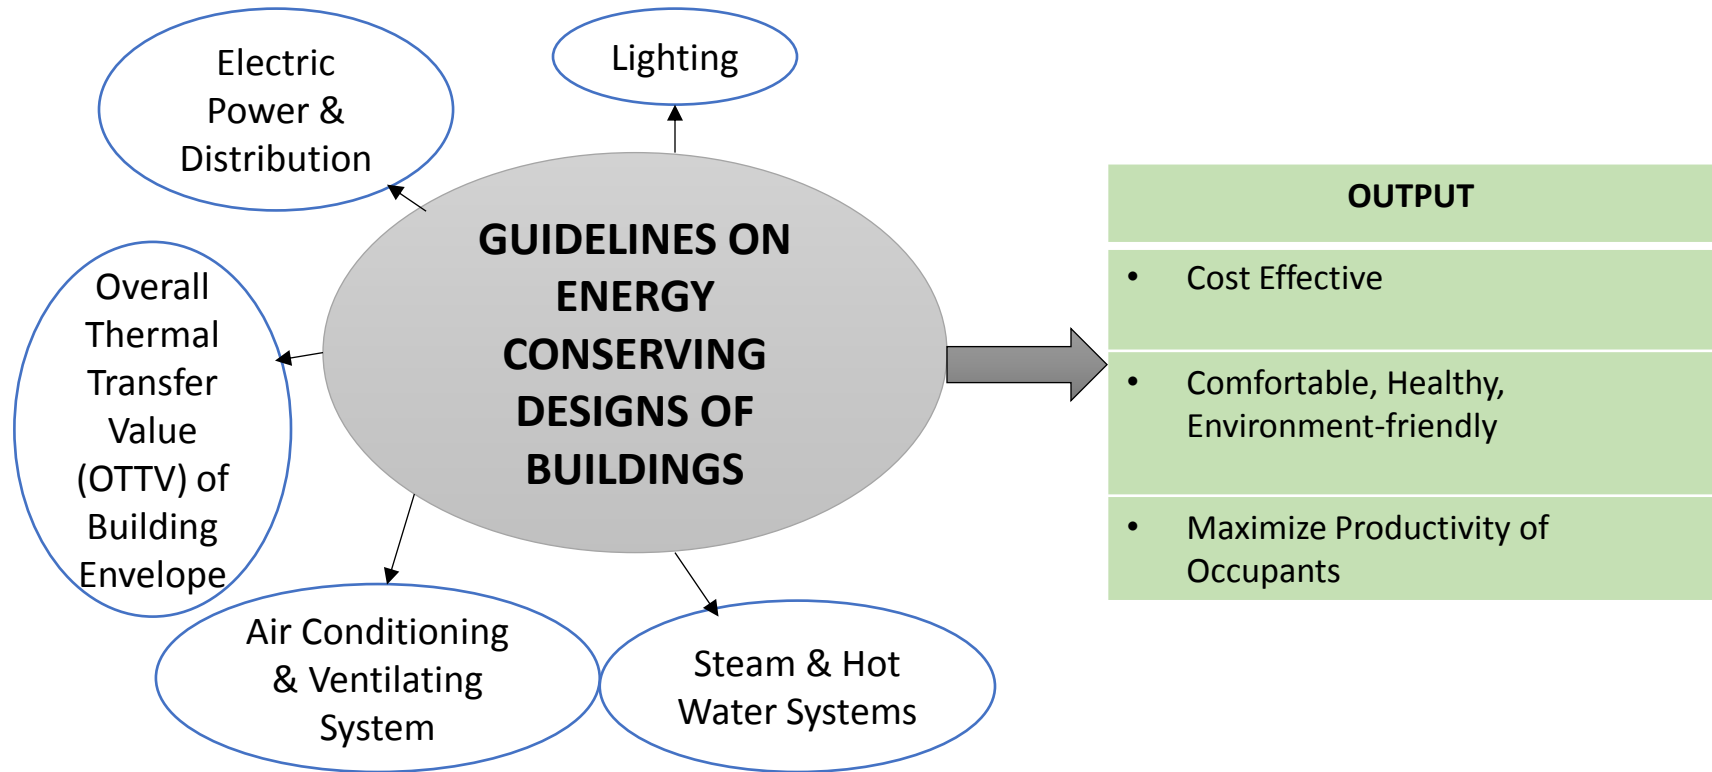 Electric
Power &
Distribution
Lighting
Overall
Thermal
Transfer
Value
(OTTV) of
Building
Envelope
GUIDELINES ON
ENERGY
CONSERVING
DESIGNS OF
BUILDINGS
Air Conditioning
& Ventilating
System
Steam & Hot
Water Systems
OUTPUT
• Cost Effective
• Comfortable, Healthy,
Environment-friendly
• Maximize Productivity of
Occupants